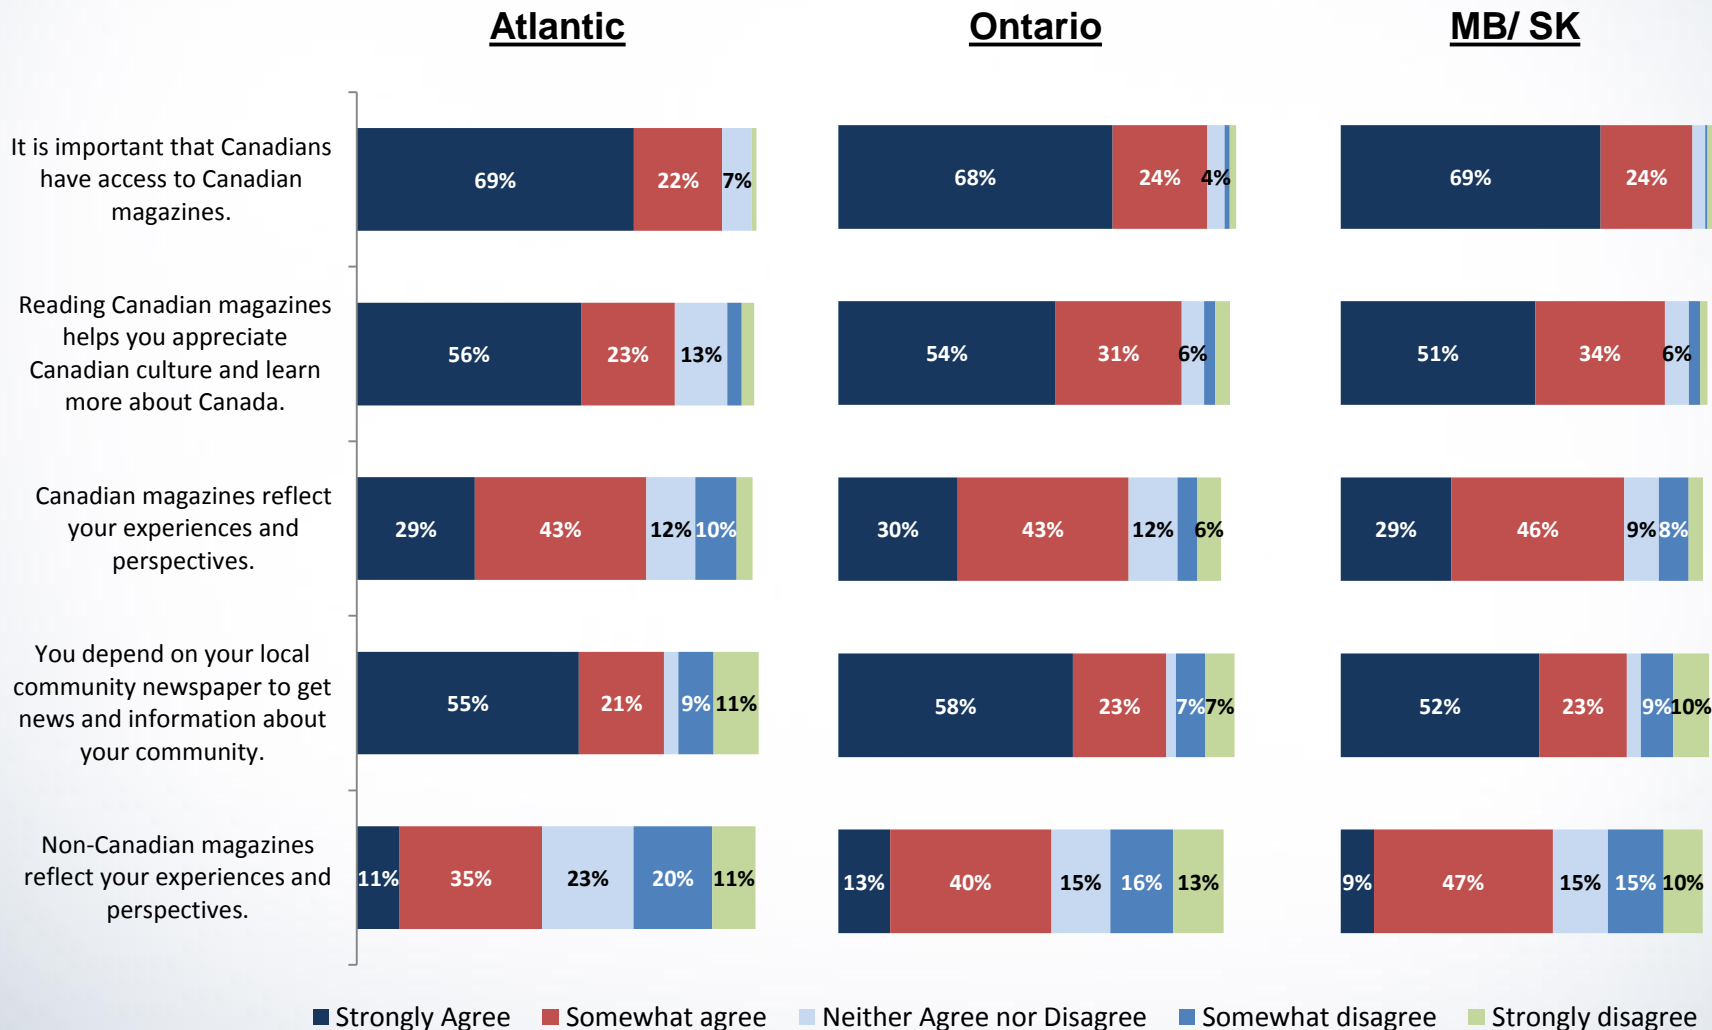 Atlantic Ontario MB/ SK
It is important that Canadians
have access to Canadian
magazines.
69% 22% 7% 68% 24% 4% 69% 24%
Reading Canadian magazines
helps you appreciate
Canadian culture and learn
more about Canada.
56% 23% 13% 54% 31% 6% 51% 34% 6%
Canadian magazines reflect
your experiences and
perspectives.
29% 43% 12% 10% 30% 43% 12% 6% 29% 46% 9% 8%
You depend on your local
community newspaper to get
news and information about
your community.
55% 21% 9% 11% 58% 23% 7% 7% 52% 23% 9% 10%
Non-Canadian magazines
reflect your experiences and
perspectives.
11% 35% 23% 20% 11% 13% 40% 15% 16% 13% 9% 47% 15% 15% 10%
Strongly Agree Somewhat agree Neither Agree nor Disagree Somewhat disagree Strongly disagree